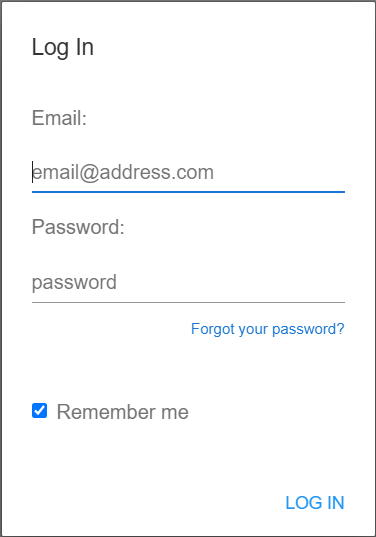 Log In
Email:
email@address.com
Password:
password
Forgot your password?
Remember me
LOG IN